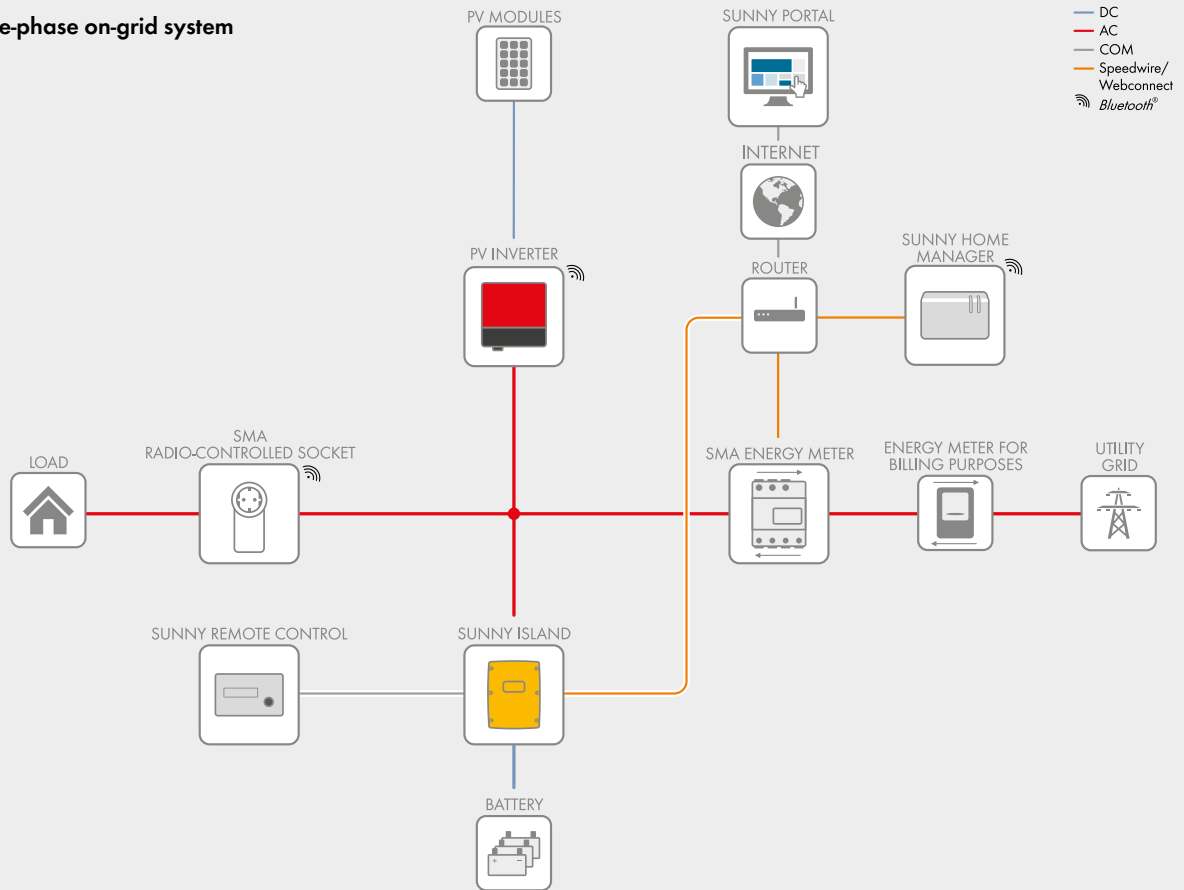 e-phase on-grid system
PV MODULES
SUNNY PORTAL
DC
AC
COM
Speedwire/
Webconnect
Bluetooth®
INTERNET
PV INVERTER
ROUTER
SUNNY HOME
MANAGER
LOAD
SMA
RADIO-CONTROLLED SOCKET
SMA ENERGY METER
ENERGY METER FOR
BILLING PURPOSES
UTILITY
GRID
SUNNY REMOTE CONTROL
SUNNY ISLAND
BATTERY
+ −